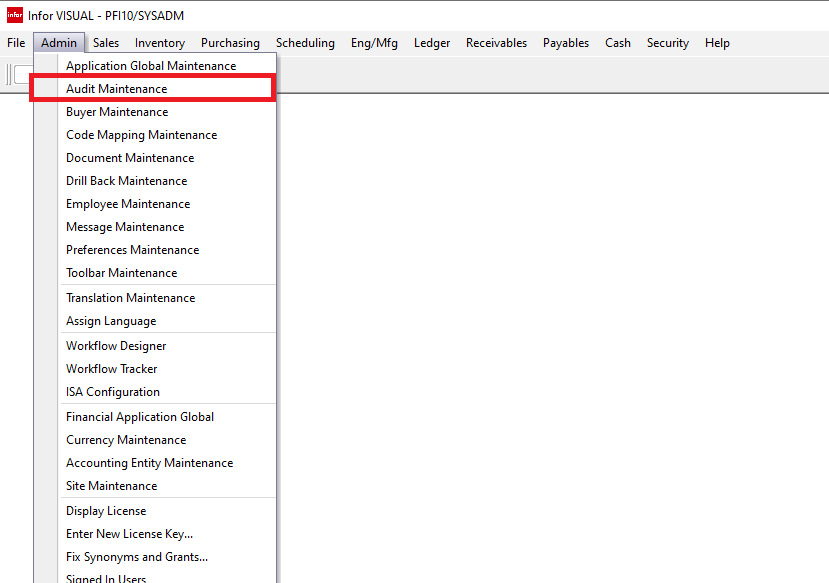 infor Infor VISUAL - PFI10/SYSADM
File Admin Sales Inventory Purchasing Scheduling Eng/Mfg Ledger Receivables Payables Cash Security Help
Application Global Maintenance
Audit Maintenance
Buyer Maintenance
Code Mapping Maintenance
Document Maintenance
Drill Back Maintenance
Employee Maintenance
Message Maintenance
Preferences Maintenance
Toolbar Maintenance
Translation Maintenance
Assign Language
Workflow Designer
Workflow Tracker
ISA Configuration
Financial Application Global
Currency Maintenance
Accounting Entity Maintenance
Site Maintenance
Display License
Enter New License Key...
Fix Synonyms and Grants...
Signed In Users